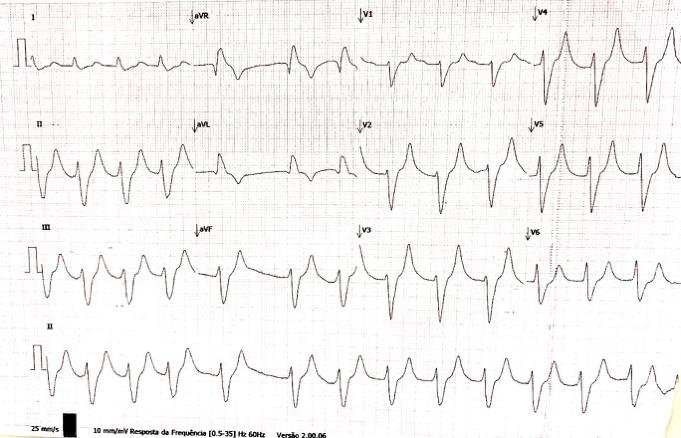 I aVR V1 V4
II aVL V2 V5
III aVF V3 V6
II
25 mm/s 10 mm/mV Resposta da Frequência [0.5-35] Hz 60Hz Versão 2.00.06